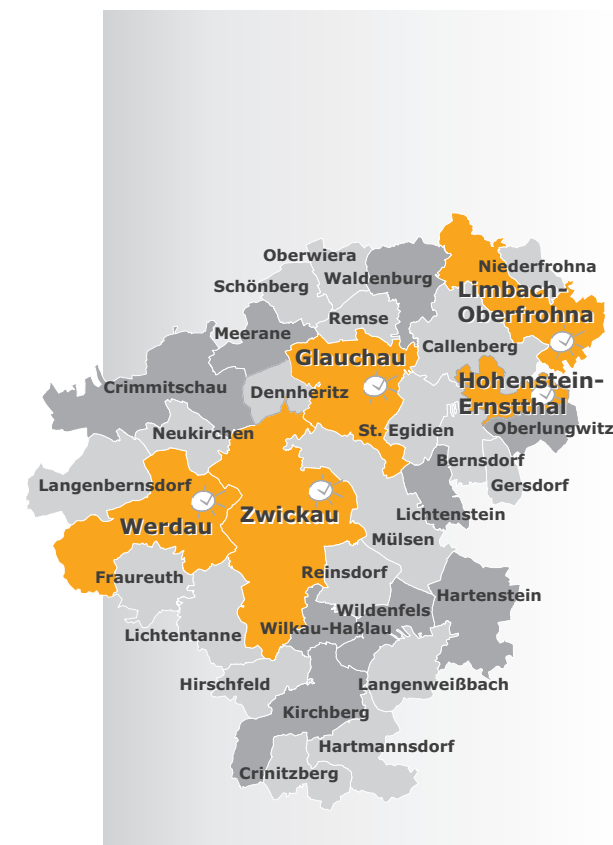 Oberwiera
Niederfrohna
Waldenburg
Schönberg
Limbach-
Oberfrohna
Remse
Meerane
Callenberg
Glauchau
Hohenstein-
Ernstthal
Crimmitschau
Dennheritz
St. Egidien
Oberlungwitz
Neukirchen
Bernsdorf
Langenbernsdorf
Gersdorf
Lichtenstein
Zwickau
Werdau
Mülsen
Reinsdorf
Fraureuth
Hartenstein
Wildenfels
Wilkau-Haßlau
Lichtentanne
Hirschfeld
Langenweißbach
Kirchberg
Hartmannsdorf
Crinitzberg